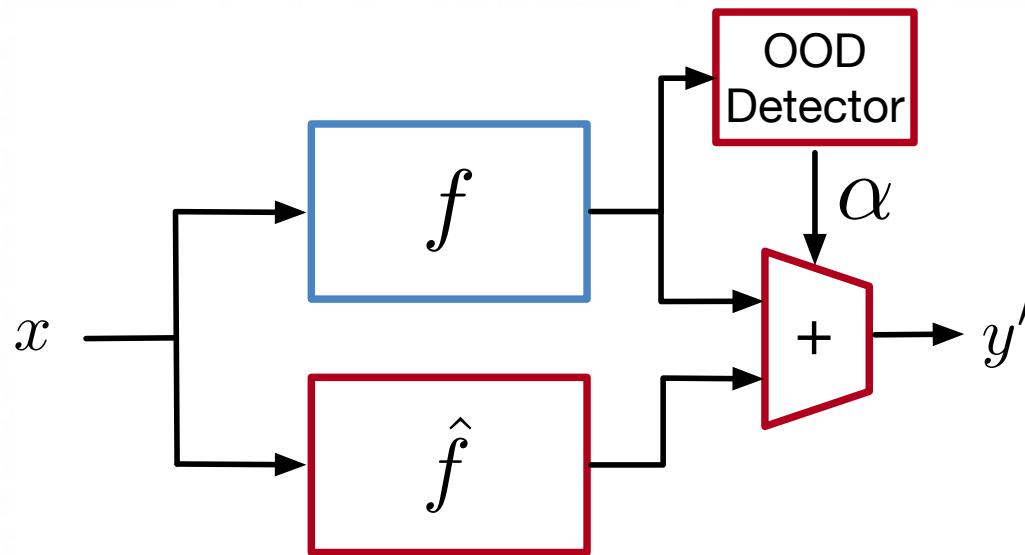 OOD
Detector
f
α
x
+
y′
f̂